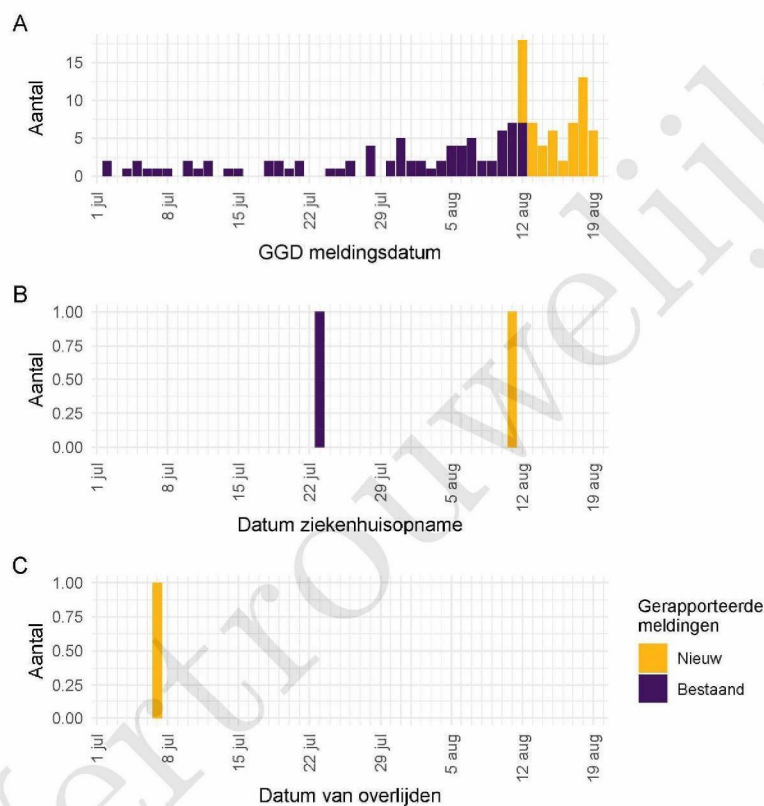 A
Aantal
15
10
5
0
1 jul
8 jul
15 jul
22 jul
29 jul
5 aug
12 aug
19 aug
GGD meldingsdatum
B
Aantal
1.00
0.75
0.50
0.25
0.00
1 jul
8 jul
15 jul
22 jul
29 jul
5 aug
12 aug
19 aug
Datum ziekenhuisopname
C
Aantal
1.00
0.75
0.50
0.25
0.00
1 jul
8 jul
15 jul
22 jul
29 jul
5 aug
12 aug
19 aug
Datum van overlijden
Gerapporteerde
meldingen
Nieuw
Bestaand
fertrouwelijk